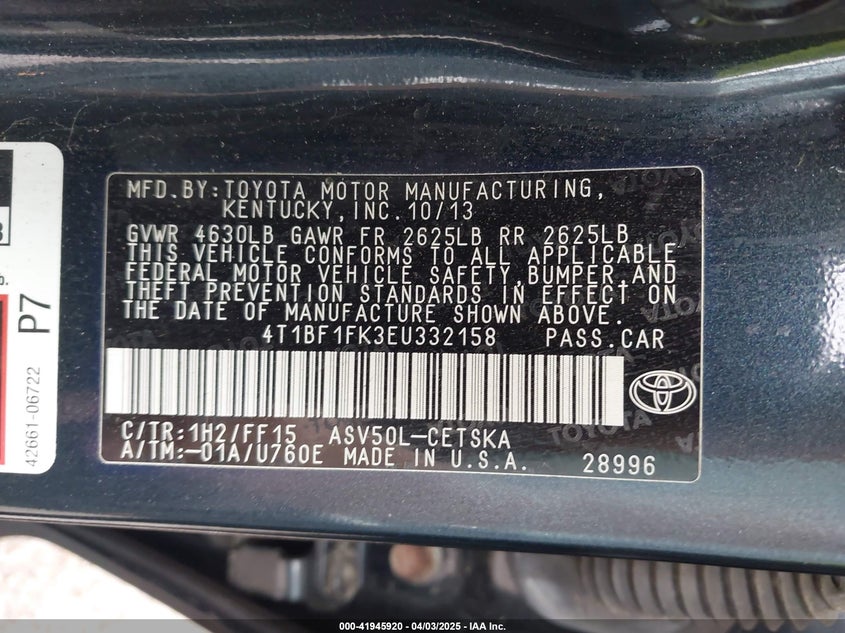 MFD.BY:TOYOTA MOTOR MANUFACTURING,
KENTUCKY,INC.10/13
GVWR 4630LB GAWR FR 2625LB RR 2625LB
THIS VEHICLE CONFORMS TO ALL APPLICABLE
FEDERAL MOTOR VEHICLE SAFETY,BUMPER,AND
THEFT PREVENTION STANDARDS IN EFFECT ON
THE DATE OF MANUFACTURE SHOWN ABOVE.
4T1BF1FK3EU332158 PASS.CAR
C/TR:1H2/FF15 ASV50L-CETSKA
A/TM:-01A/U760E MADE IN U.S.A. 28996
P7
42661-06722
000-41945920 - 04/03/2025 - IAA Inc.